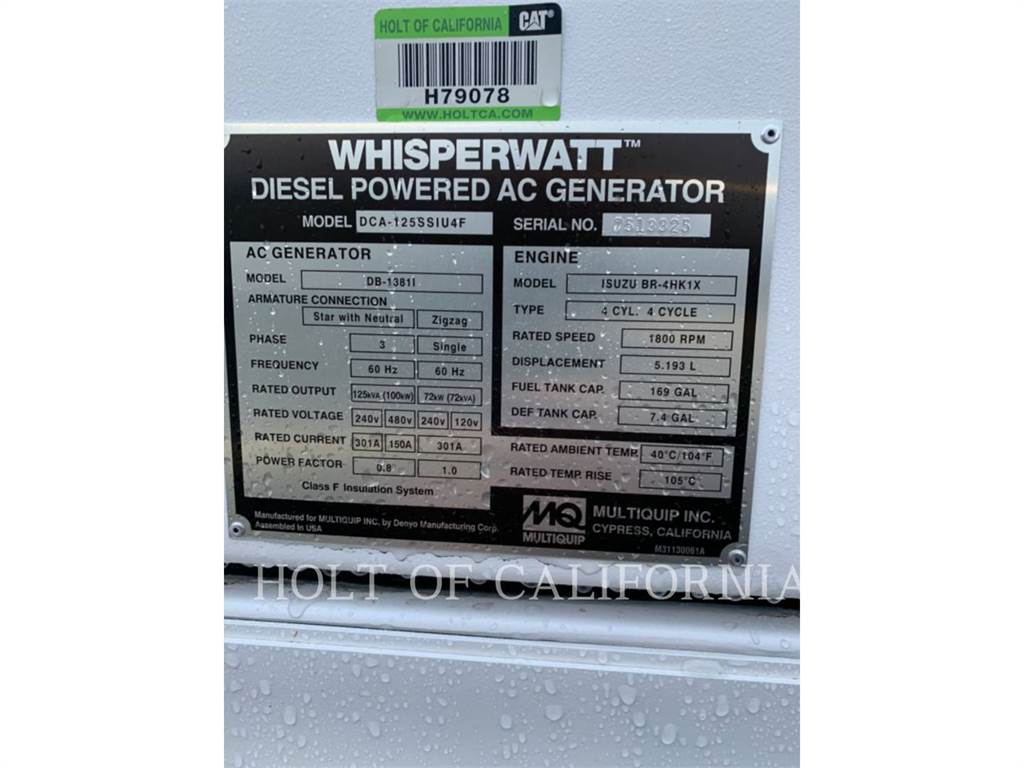 HOLT OF CALIFORNIA CAT
H79078
WWW.HOLTCA.COM
WHISPERWATT™
DIESEL POWERED AC GENERATOR
MODEL DCA-125SSIU4F
SERIAL NO. 7513325
AC GENERATOR
MODEL DB-1381I
ARMATURE CONNECTION
Star with Neutral Zigzag
PHASE 3 Single
FREQUENCY 60 Hz 60 Hz
RATED OUTPUT 125kVA (100kW) 72kW (72kVA)
RATED VOLTAGE 240V 480V 240V 120V
RATED CURRENT 301A 150A 301A
POWER FACTOR 0.8 1.0
Class F Insulation System
ENGINE
MODEL ISUZU BR-4HK1X
TYPE 4 CYL. 4 CYCLE
RATED SPEED 1800 RPM
DISPLACEMENT 5.193 L
FUEL TANK CAP. 169 GAL
DEF TANK CAP. 7.4 GAL
RATED AMBIENT TEMP. 40°C/104°F
RATED TEMP. RISE 105°C
Manufactured for MULTIQUIP INC. by Denyo Manufacturing Corp.
Assembled in USA
MQ
MULTIQUIP
MULTIQUIP INC.
CYPRESS, CALIFORNIA
M31130061A
HOLT OF CALIFORNIA